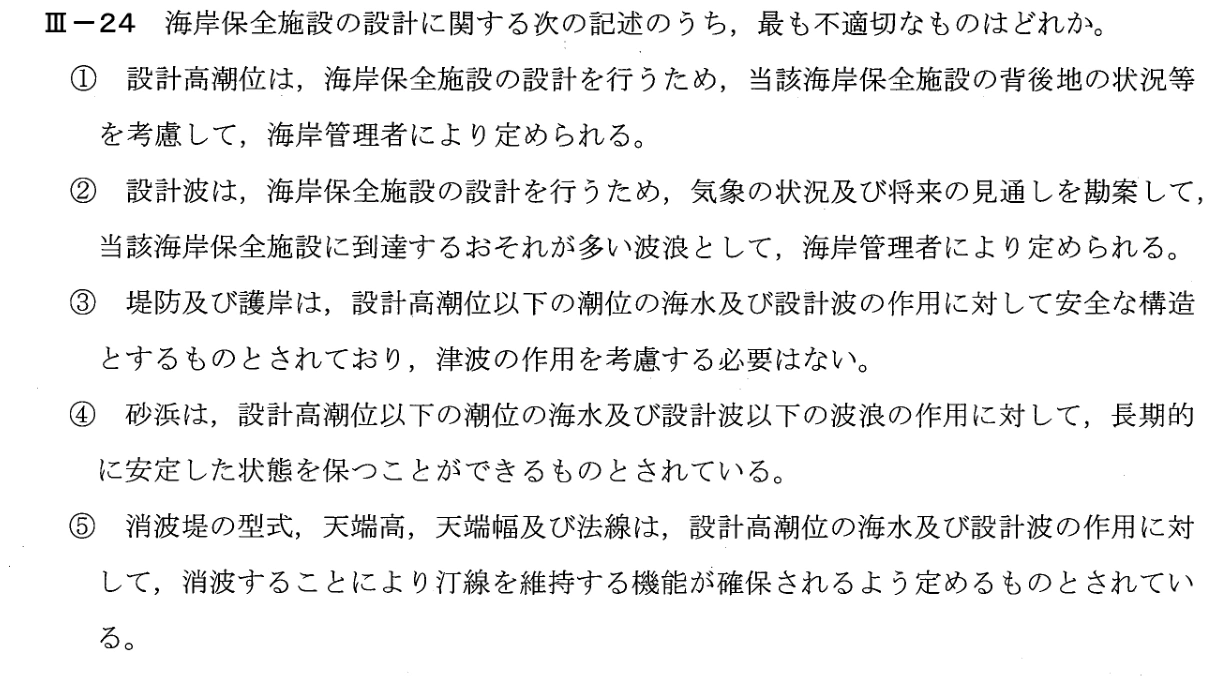 Ⅲ－24　海岸保全施設の設計に関する次の記述のうち，最も不適切なものはどれか。
①　設計高潮位は，海岸保全施設の設計を行うため，当該海岸保全施設の背後地の状況等
を考慮して，海岸管理者により定められる。
②　設計波は，海岸保全施設の設計を行うため，気象の状況及び将来の見通しを勘案して，
当該海岸保全施設に到達するおそれが多い波浪として，海岸管理者により定められる。
③　堤防及び護岸は，設計高潮位以下の潮位の海水及び設計波の作用に対して安全な構造
とするものとされており，津波の作用を考慮する必要はない。
④　砂浜は，設計高潮位以下の潮位の海水及び設計波以下の波浪の作用に対して，長期的
に安定した状態を保つことができるものとされている。
⑤　消波堤の型式，天端高，天端幅及び法線は，設計高潮位の海水及び設計波の作用に対
して，消波することにより汀線を維持する機能が確保されるよう定めるものとされてい
る。